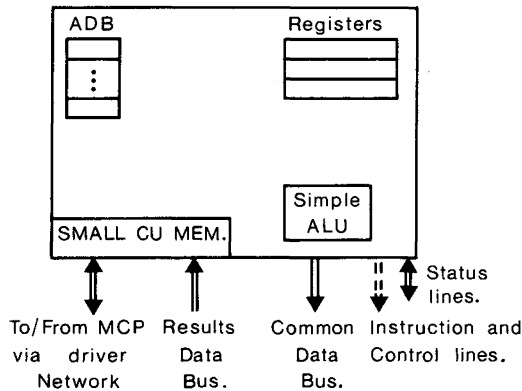 ADB
Registers
Simple
ALU
SMALL CU MEM.
Status
lines.
To/From MCP
via driver
Network
Results
Data
Bus.
Common
Data
Bus.
Instruction and
Control lines.